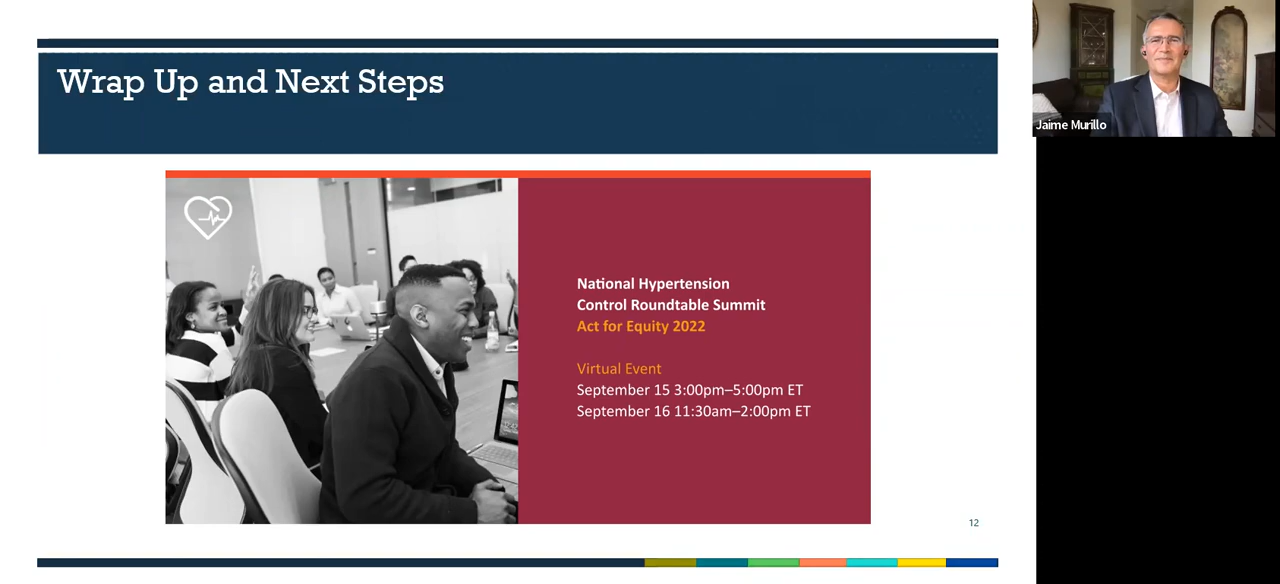 Wrap Up and Next Steps
Jaime Murillo
National Hypertension
Control Roundtable Summit
Act for Equity 2022
Virtual Event
September 15 3:00pm–5:00pm ET
September 16 11:30am–2:00pm ET
12